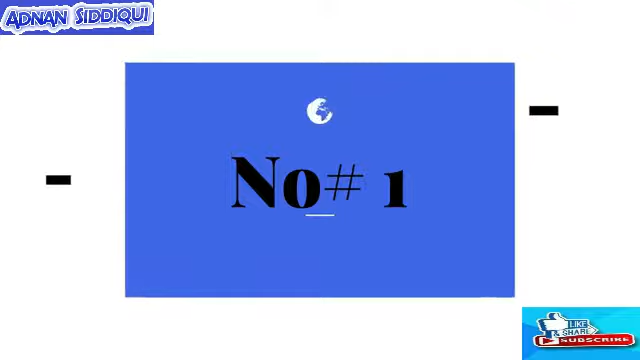 ADNAN SIDDIQUI
No# 1
LIKE
& SHARE
SUBSCRIBE